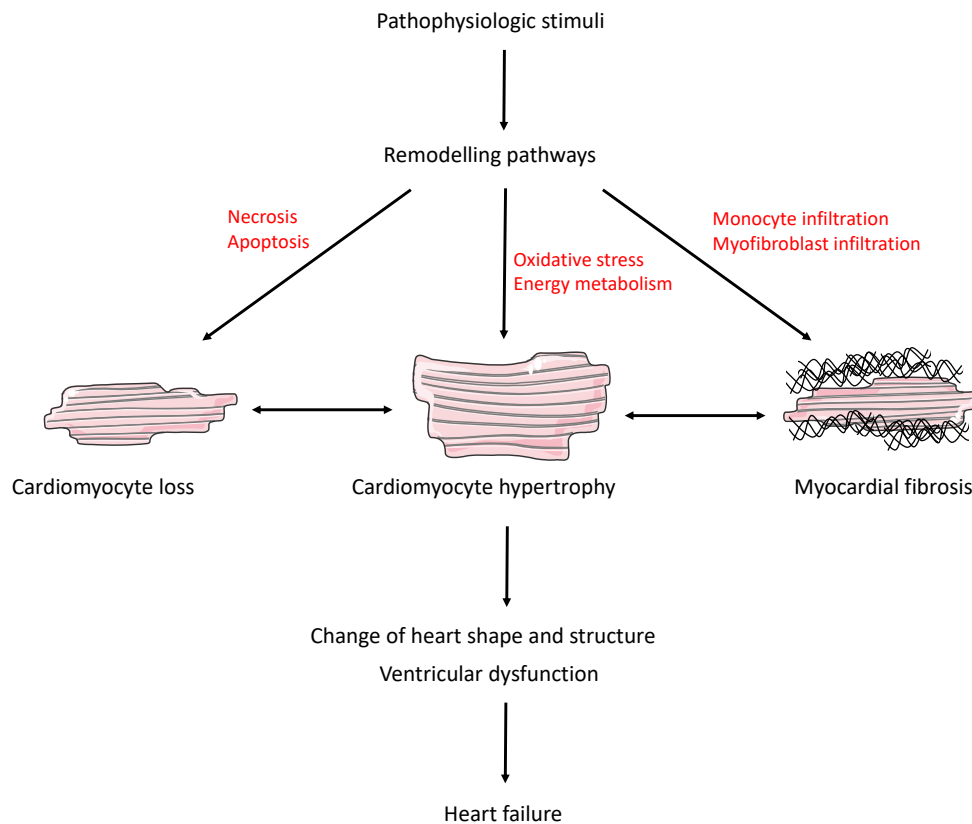 Pathophysiologic stimuli
Remodelling pathways
Necrosis
Apoptosis
Oxidative stress
Energy metabolism
Monocyte infiltration
Myofibroblast infiltration
Cardiomyocyte loss
Cardiomyocyte hypertrophy
Myocardial fibrosis
Change of heart shape and structure
Ventricular dysfunction
Heart failure